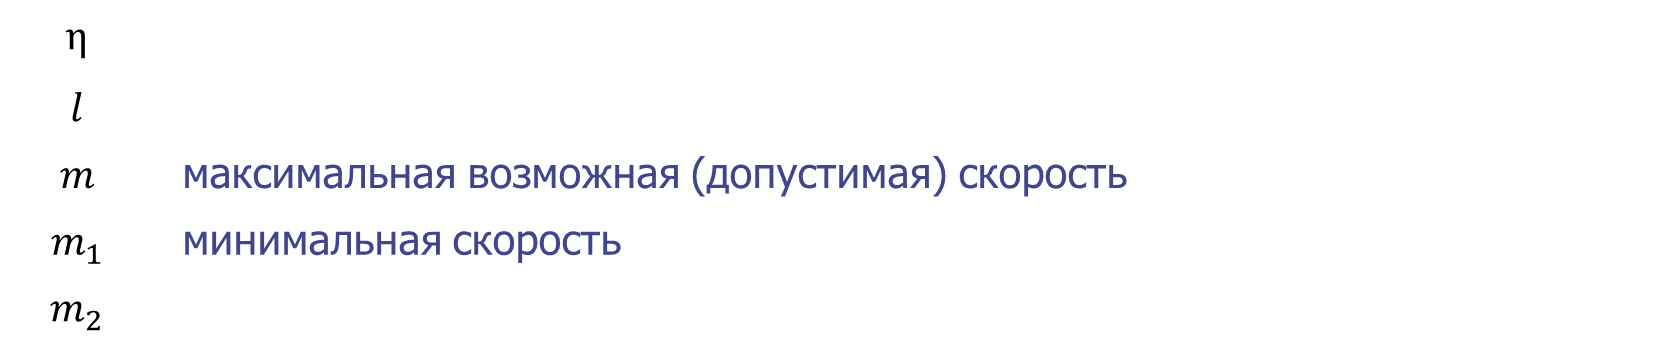 η
l
m максимальная возможная (допустимая) скорость
m₁ минимальная скорость
m₂